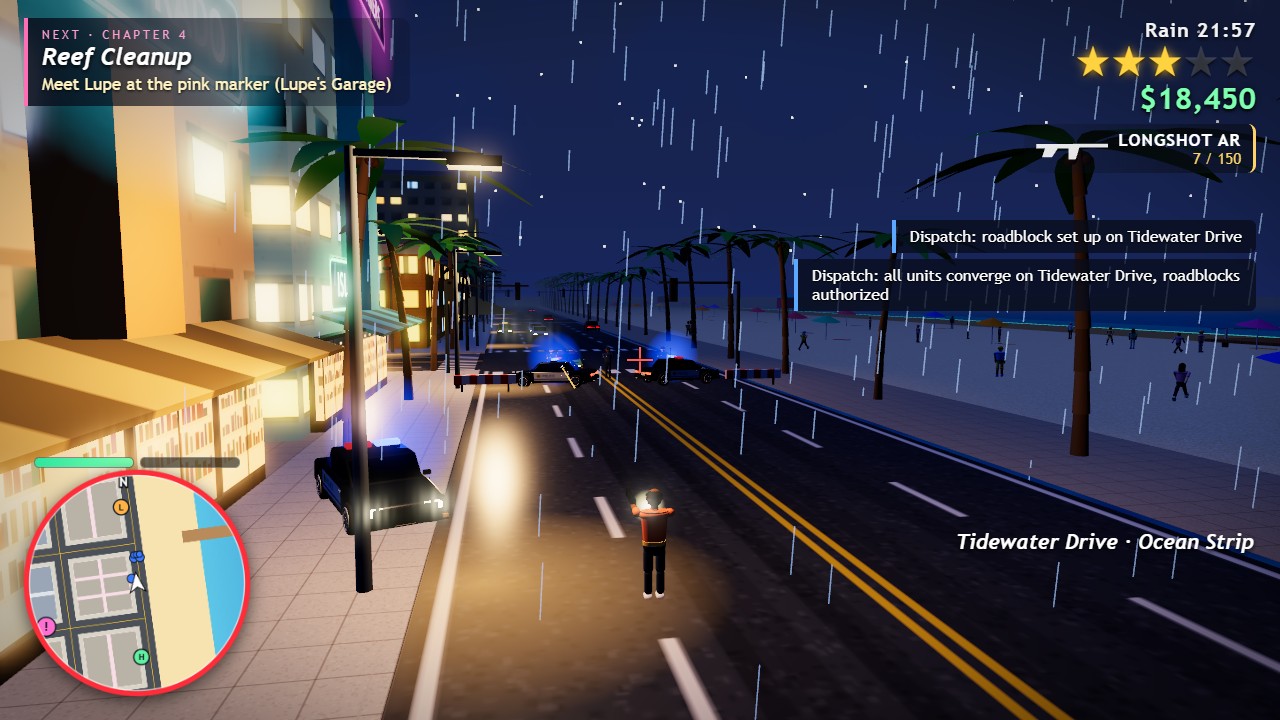 NEXT · CHAPTER 4
Reef Cleanup
Meet Lupe at the pink marker (Lupe's Garage)
Rain 21:57
$18,450
LONGSHOT AR
7 / 150
Dispatch: roadblock set up on Tidewater Drive
Dispatch: all units converge on Tidewater Drive, roadblocks
authorized
N
L
!
H
Tidewater Drive · Ocean Strip